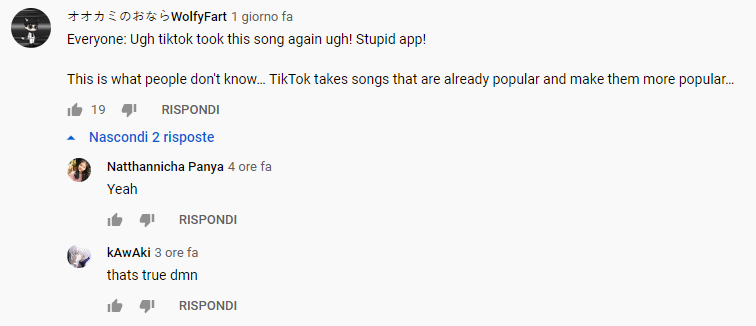 オオカミのおならWolfyFart 1 giorno fa
Everyone: Ugh tiktok took this song again ugh! Stupid app!
This is what people don't know... TikTok takes songs that are already popular and make them more popular...
19 RISPONDI
Nascondi 2 risposte
Natthannicha Panya 4 ore fa
Yeah
RISPONDI
kAwAki 3 ore fa
thats true dmn
RISPONDI